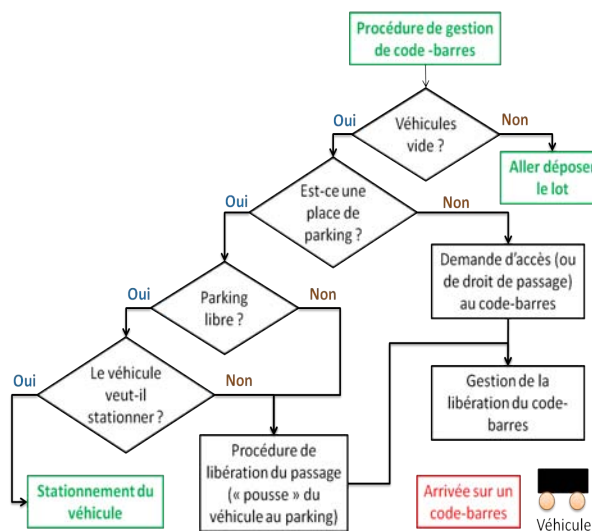 Procédure de gestion
de code -barres
Oui
Non
Véhicules
vide ?
Aller déposer
le lot
Oui
Non
Est-ce une
place de
parking ?
Demande d'accès (ou
de droit de passage)
au code-barres
Oui
Non
Parking
libre ?
Oui
Non
Le véhicule
veut-il
stationner ?
Gestion de la
libération du code-
barres
Procédure de
libération du passage
(« pousse » du
véhicule au parking)
Stationnement du
véhicule
Arrivée sur un
code-barres
Véhicule